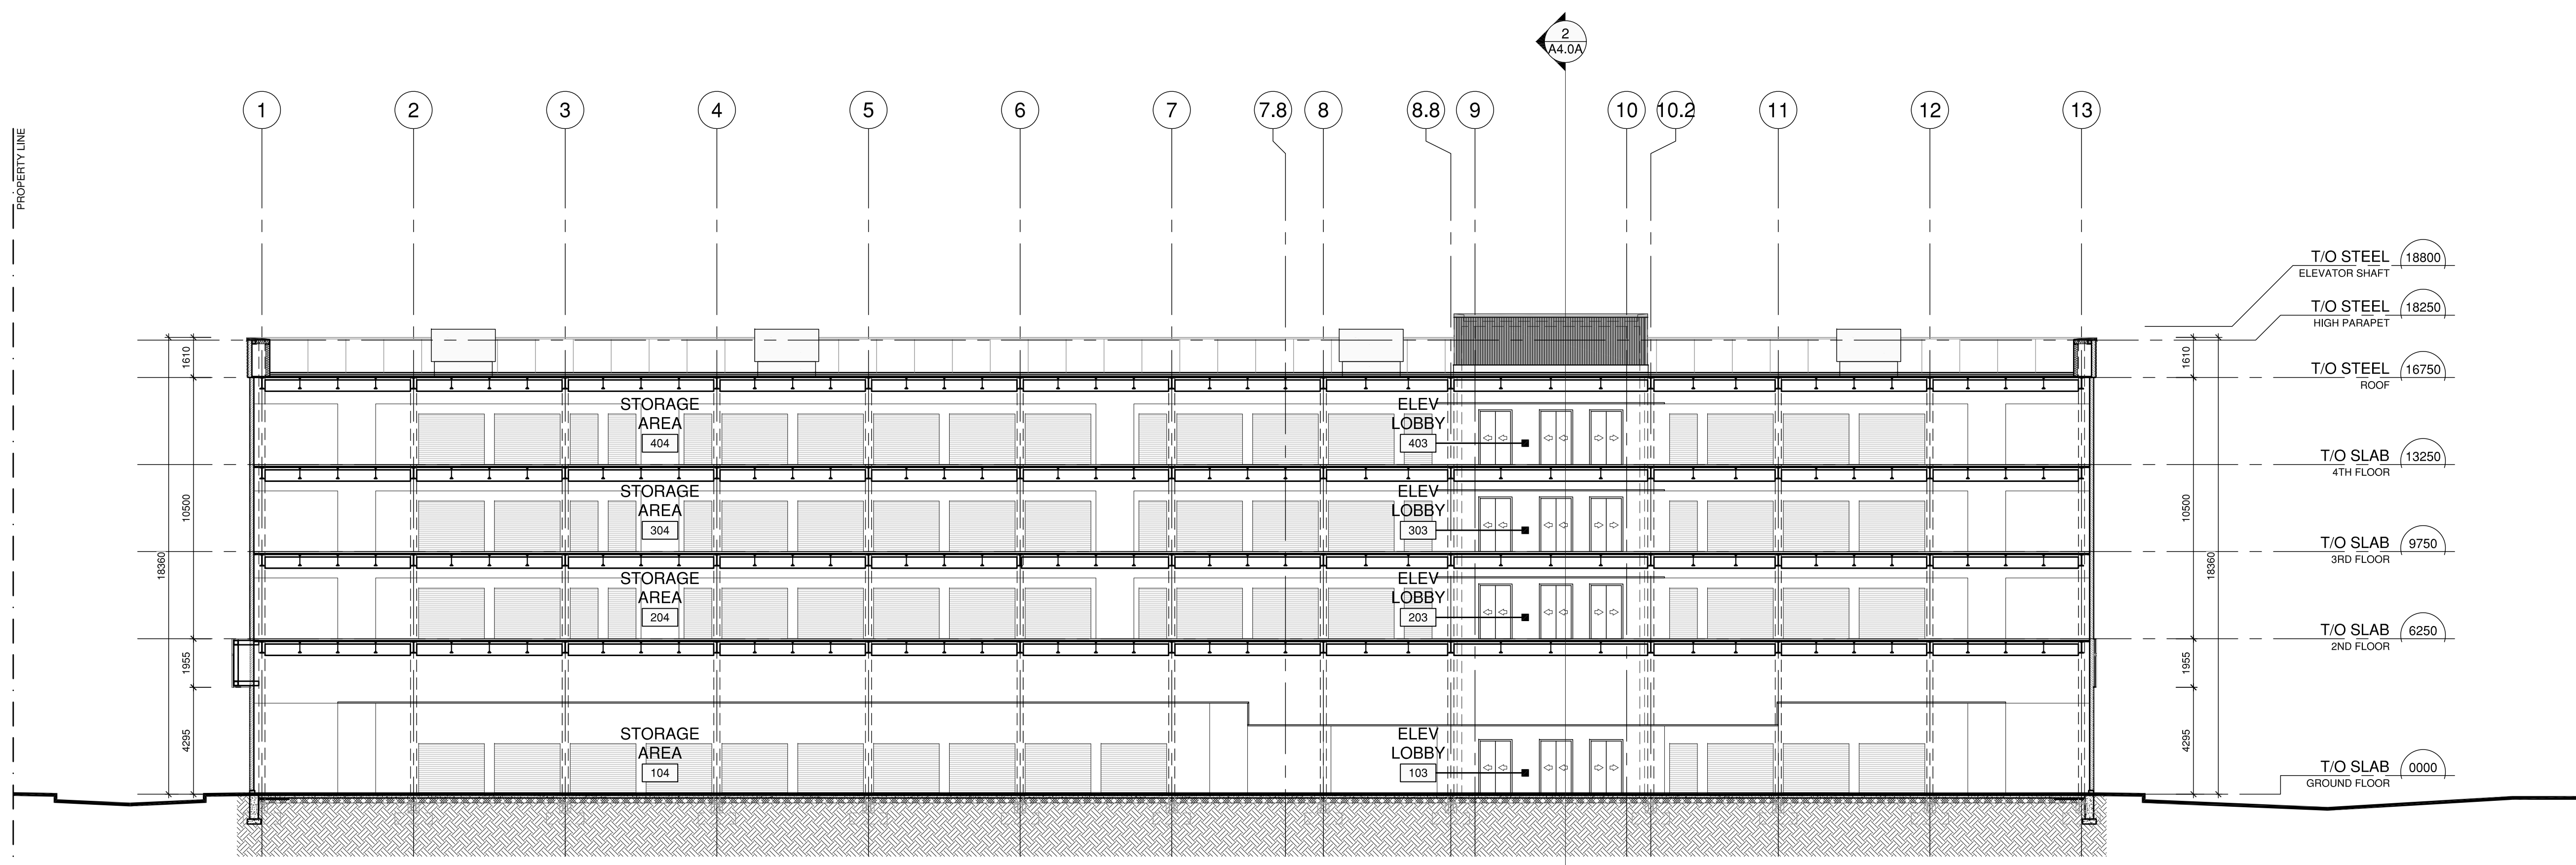 2
A4.0A
1
2
3
4
5
6
7
7.8
8
8.8
9
10
10.2
11
12
13
PROPERTY LINE
T/O STEEL 18800
ELEVATOR SHAFT
T/O STEEL 18250
HIGH PARAPET
1610
1610
T/O STEEL 16750
ROOF
STORAGE
AREA
404
ELEV
LOBBY
403
T/O SLAB 13250
4TH FLOOR
STORAGE
AREA
304
ELEV
LOBBY
303
10500
10500
T/O SLAB 9750
3RD FLOOR
18360
18360
STORAGE
AREA
204
ELEV
LOBBY
203
T/O SLAB 6250
2ND FLOOR
1955
1955
4295
4295
STORAGE
AREA
104
ELEV
LOBBY
103
T/O SLAB 0000
GROUND FLOOR